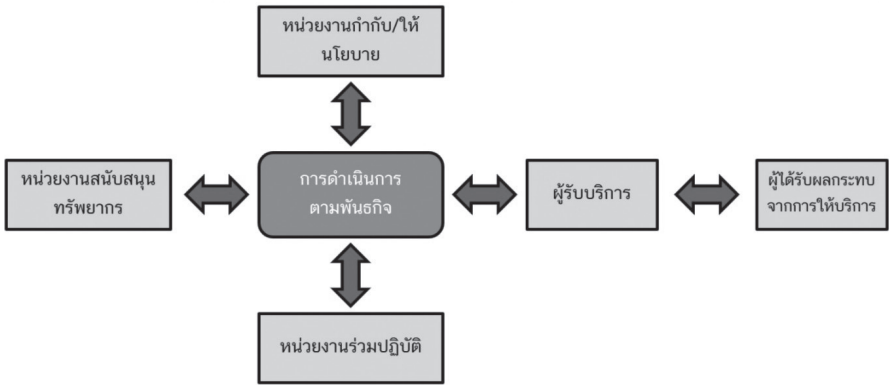 หน่วยงานกำกับ/ให้
นโยบาย
หน่วยงานสนับสนุน
ทรัพยากร
การดำเนินการ
ตามพันธกิจ
ผู้รับบริการ
ผู้ได้รับผลกระทบ
จากการให้บริการ
หน่วยงานร่วมปฏิบัติ